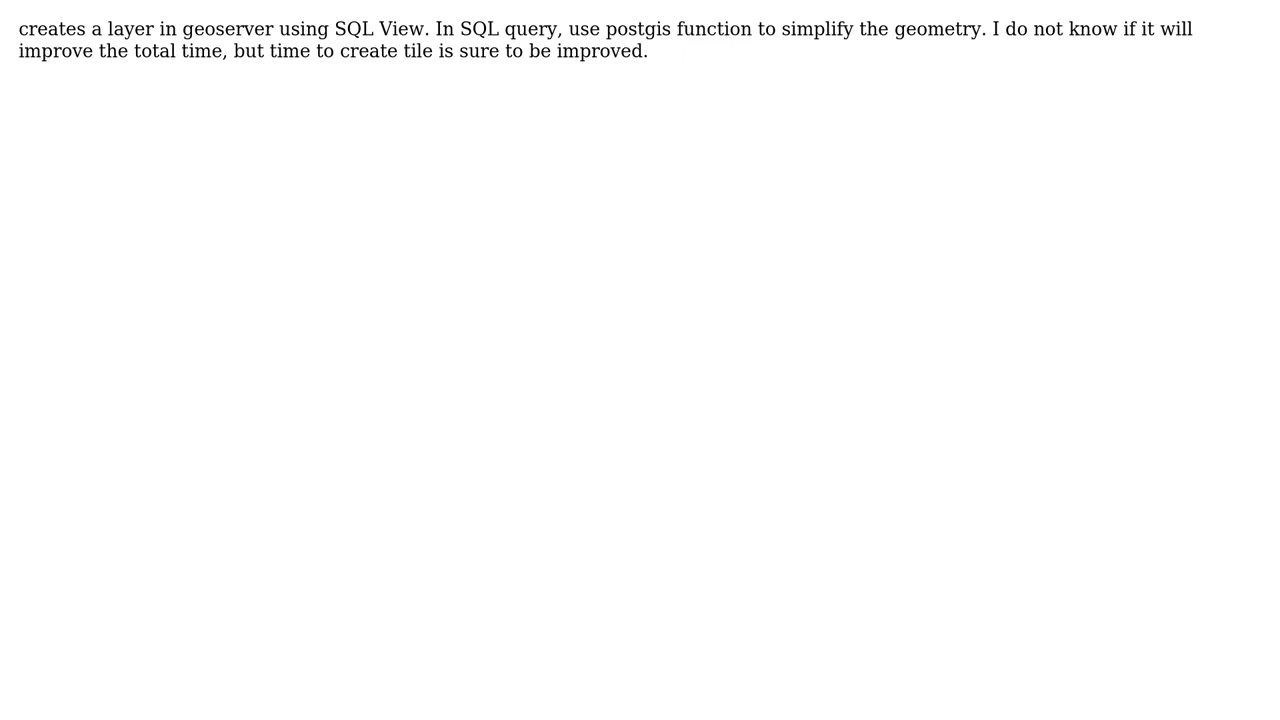 creates a layer in geoserver using SQL View. In SQL query, use postgis function to simplify the geometry. I do not know if it will
improve the total time, but time to create tile is sure to be improved.